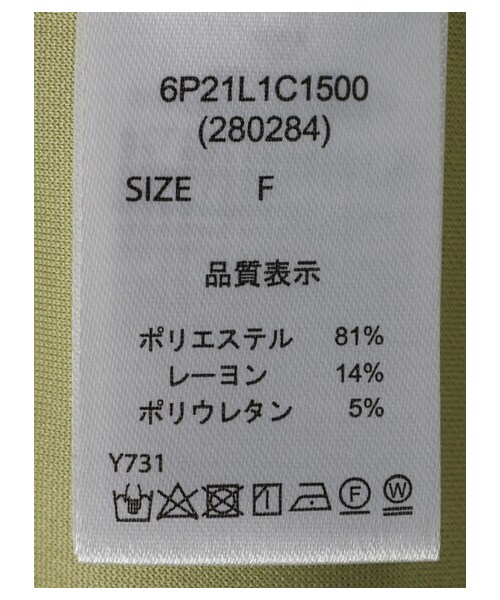 6P21L1C1500
(280284)
SIZE F
品質表示
ポリエステル 81%
レーヨン 14%
ポリウレタン 5%
Y731
F W